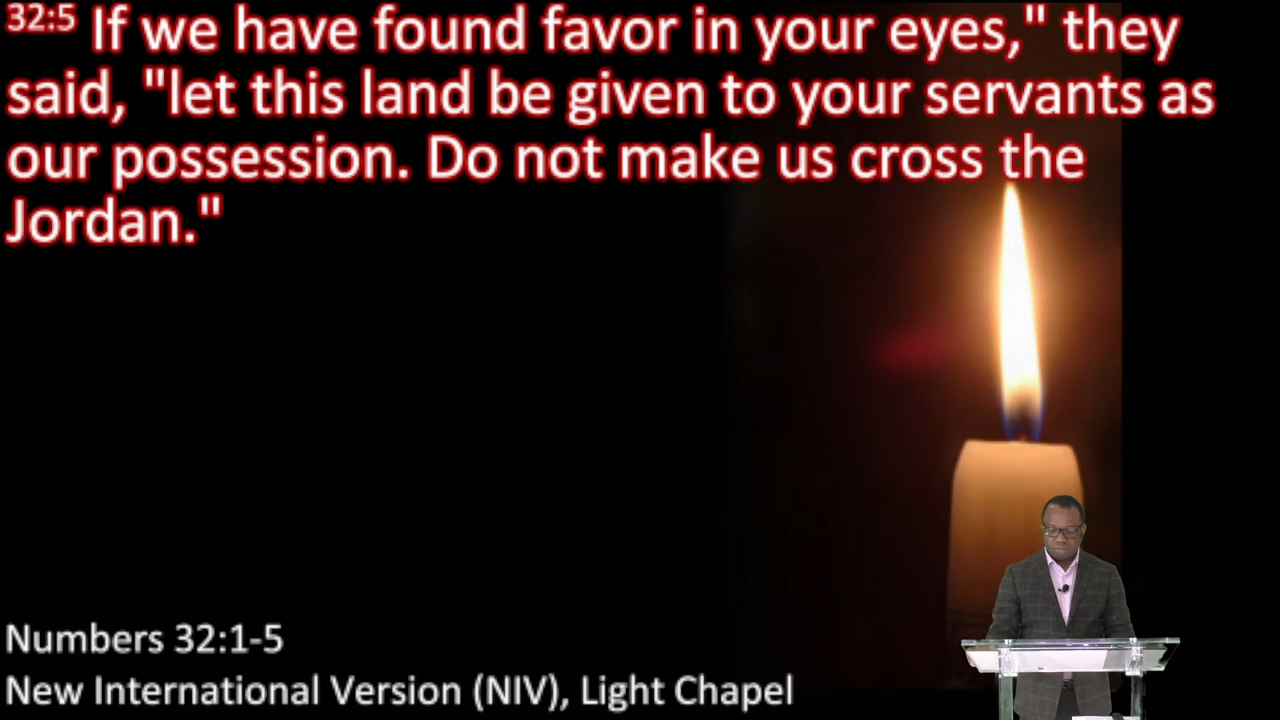 32:5 If we have found favor in your eyes," they
said, "let this land be given to your servants as
our possession. Do not make us cross the
Jordan."
Numbers 32:1-5
New International Version (NIV), Light Chapel